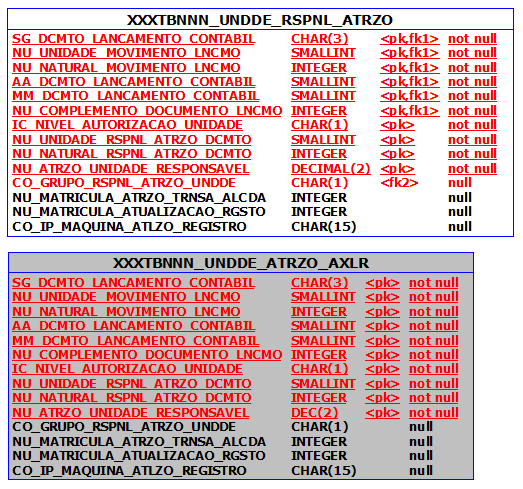 XXXTBNNN_UNDDE_RSPNL_ATRZO
SG_DCMTO_LANCAMENTO_CONTABIL CHAR(3) <pk,fk1> not null
NU_UNIDADE_MOVIMENTO_LNCMO SMALLINT <pk,fk1> not null
NU_NATURAL_MOVIMENTO_LNCMO INTEGER <pk,fk1> not null
AA_DCMTO_LANCAMENTO_CONTABIL SMALLINT <pk,fk1> not null
MM_DCMTO_LANCAMENTO_CONTABIL SMALLINT <pk,fk1> not null
NU_COMPLEMENTO_DOCUMENTO_LNCMO INTEGER <pk,fk1> not null
IC_NIVEL_AUTORIZACAO_UNIDADE CHAR(1) <pk> not null
NU_UNIDADE_RSPNL_ATRZO_DCMTO SMALLINT <pk> not null
NU_NATURAL_RSPNL_ATRZO_DCMTO INTEGER <pk> not null
NU_ATRZO_UNIDADE_RESPONSAVEL DECIMAL(2) <pk> not null
CO_GRUPO_RSPNL_ATRZO_UNDDE CHAR(1) <fk2> null
NU_MATRICULA_ATRZO_TRNSA_ALCDA INTEGER null
NU_MATRICULA_ATUALIZACAO_RGSTO INTEGER null
CO_IP_MAQUINA_ATLZO_REGISTRO CHAR(15) null
XXXTBNNN_UNDDE_ATRZO_AXLR
SG_DCMTO_LANCAMENTO_CONTABIL CHAR(3) <pk> not null
NU_UNIDADE_MOVIMENTO_LNCMO SMALLINT <pk> not null
NU_NATURAL_MOVIMENTO_LNCMO INTEGER <pk> not null
AA_DCMTO_LANCAMENTO_CONTABIL SMALLINT <pk> not null
MM_DCMTO_LANCAMENTO_CONTABIL SMALLINT <pk> not null
NU_COMPLEMENTO_DOCUMENTO_LNCMO INTEGER <pk> not null
IC_NIVEL_AUTORIZACAO_UNIDADE CHAR(1) <pk> not null
NU_UNIDADE_RSPNL_ATRZO_DCMTO SMALLINT <pk> not null
NU_NATURAL_RSPNL_ATRZO_DCMTO INTEGER <pk> not null
NU_ATRZO_UNIDADE_RESPONSAVEL DEC(2) <pk> not null
CO_GRUPO_RSPNL_ATRZO_UNDDE CHAR(1) null
NU_MATRICULA_ATRZO_TRNSA_ALCDA INTEGER null
NU_MATRICULA_ATUALIZACAO_RGSTO INTEGER null
CO_IP_MAQUINA_ATLZO_REGISTRO CHAR(15) null